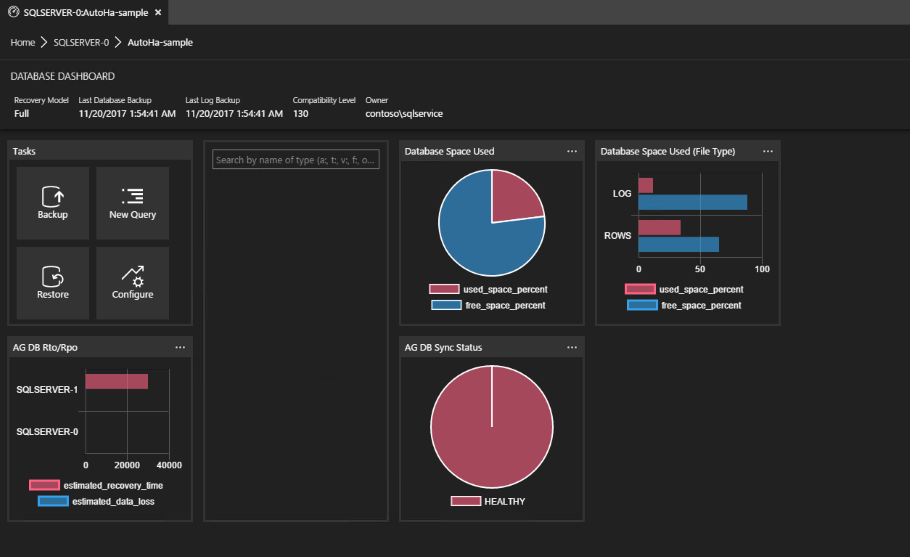 SQLSERVER-0:AutoHa-sample ×
Home > SQLSERVER-0 > AutoHa-sample
DATABASE DASHBOARD
Recovery Model Last Database Backup Last Log Backup Compatibility Level Owner
Full 11/20/2017 1:54:41 AM 11/20/2017 1:54:41 AM 130 contoso\sqlservice
Tasks
Backup
New Query
Restore
Configure
Search by name of type (a:, t:, v:, f:, o...
Database Space Used ...
used_space_percent
free_space_percent
Database Space Used (File Type) ...
LOG
ROWS
0 50 100
used_space_percent
free_space_percent
AG DB Rto/Rpo ...
SQLSERVER-1
SQLSERVER-0
0 20000 40000
estimated_recovery_time
estimated_data_loss
AG DB Sync Status ...
HEALTHY